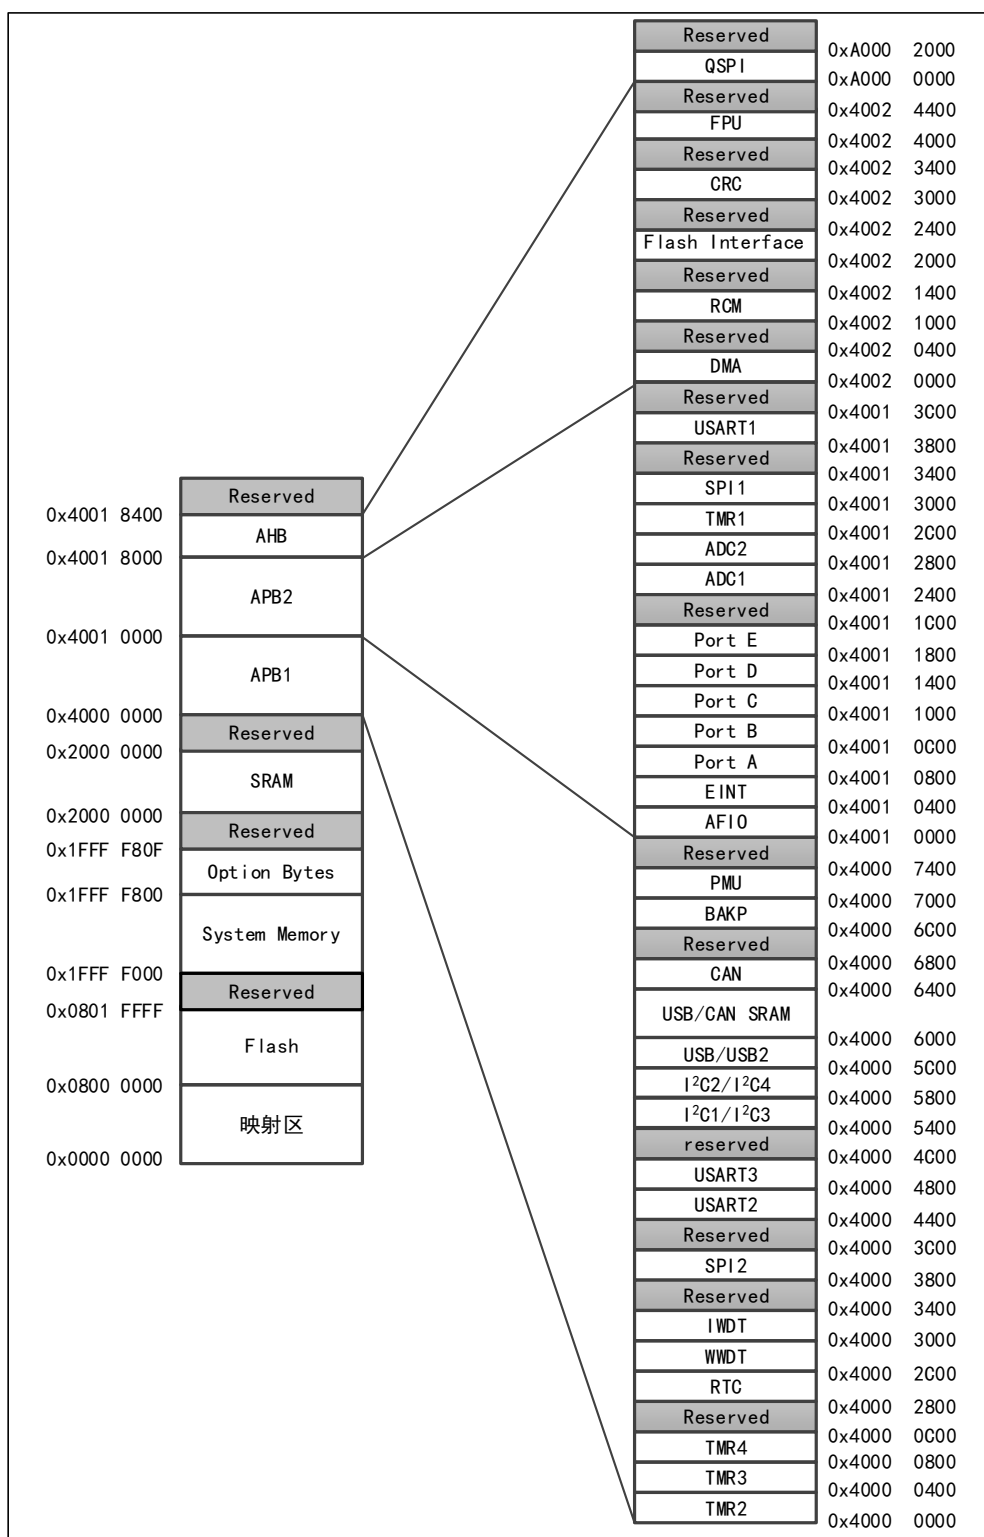 Reserved
0xA000 2000
QSPI
0xA000 0000
Reserved
0x4002 4400
FPU
0x4002 4000
Reserved
0x4002 3400
CRC
0x4002 3000
Reserved
0x4002 2400
Flash Interface
0x4002 2000
Reserved
0x4002 1400
RCM
0x4002 1000
Reserved
0x4002 0400
DMA
0x4002 0000
Reserved
0x4001 3C00
USART1
0x4001 3800
Reserved
0x4001 3400
SPI1
0x4001 3000
TMR1
0x4001 2C00
ADC2
0x4001 2800
ADC1
0x4001 2400
Reserved
0x4001 1C00
Port E
0x4001 1800
Port D
0x4001 1400
Port C
0x4001 1000
Port B
0x4001 0C00
Port A
0x4001 0800
EINT
0x4001 0400
AFIO
0x4001 0000
Reserved
0x4000 7400
PMU
0x4000 7000
BAKP
0x4000 6C00
Reserved
0x4000 6800
CAN
0x4000 6400
USB/CAN SRAM
0x4000 6000
USB/USB2
0x4000 5C00
I²C2/I²C4
0x4000 5800
I²C1/I²C3
0x4000 5400
reserved
0x4000 4C00
USART3
0x4000 4800
USART2
0x4000 4400
Reserved
0x4000 3C00
SPI2
0x4000 3800
Reserved
0x4000 3400
IWDT
0x4000 3000
WWDT
0x4000 2C00
RTC
0x4000 2800
Reserved
0x4000 0C00
TMR4
0x4000 0800
TMR3
0x4000 0400
TMR2
0x4000 0000
Reserved
0x4001 8400
AHB
0x4001 8000
APB2
0x4001 0000
APB1
0x4000 0000
Reserved
0x2000 0000
SRAM
0x2000 0000
Reserved
0x1FFF F80F
Option Bytes
0x1FFF F800
System Memory
0x1FFF F000
Reserved
0x0801 FFFF
Flash
0x0800 0000
映射区
0x0000 0000